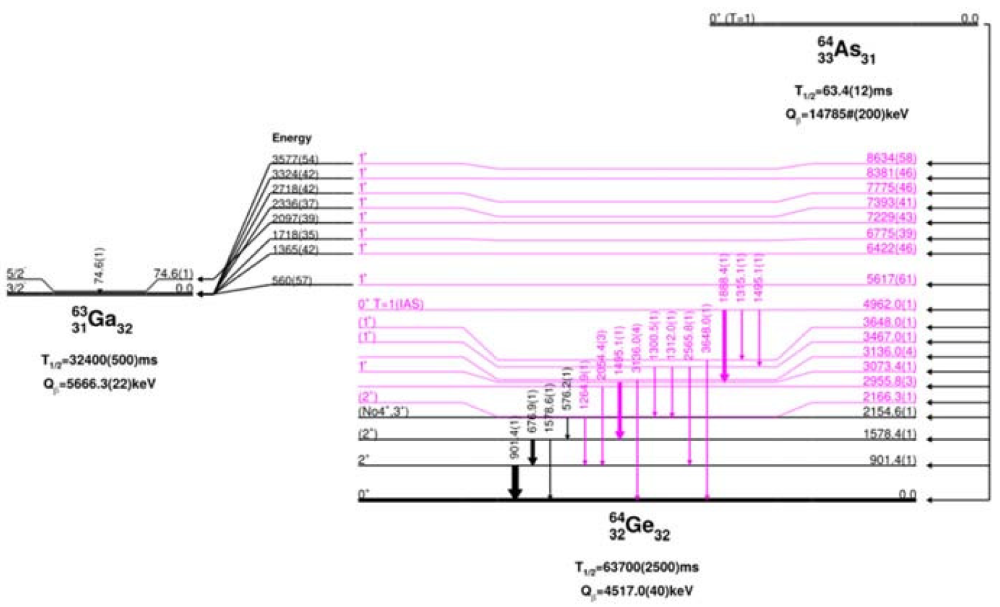 0⁺ (T=1) 0.0
⁶⁴₃₃As₃₁
T₁/₂=63.4(12)ms
Qᵦ=14785#(200)keV
Energy
3577(54) 1⁺ 8634(58)
3324(42) 1⁺ 8381(46)
2718(42) 1⁺ 7775(46)
2336(37) 1⁺ 7393(41)
2097(39) 1⁺ 7229(43)
1718(35) 1⁺ 6775(39)
1365(42) 1⁺ 6422(46)
560(57) 1⁺ 5617(61)
5/2 74.6(1) 74.6(1)
3/2 0.0
⁶³₃₁Ga₃₂
T₁/₂=32400(500)ms
Qᵦ=5666.3(22)keV
0⁺ T=1(IAS) 4962.0(1)
(1⁺) 3648.0(1)
(1⁺) 3467.0(1)
3136.0(4)
1⁺ 3073.4(1)
2955.8(3)
(2⁺) 2166.3(1)
(No4⁺,3⁺) 2154.6(1)
(2⁺) 1578.4(1)
2⁺ 901.4(1)
0⁺ 0.0
901.4(1)
676.9(1)
1578.6(1)
576.2(1)
1264.9(1)
2054.4(3)
1495.1(1)
3136.0(4)
1300.5(1)
1312.0(1)
2565.8(1)
3648.0(1)
1888.4(1)
1315.1(1)
1495.1(1)
⁶⁴₃₂Ge₃₂
T₁/₂=63700(2500)ms
Qᵦ=4517.0(40)keV